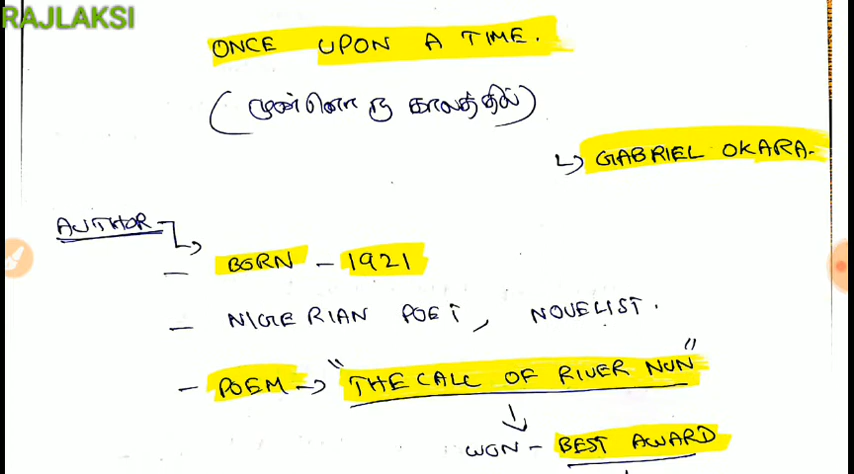 RAJLAKSI
ONCE UPON A TIME.
(முன்னொரு காலத்தில்)
↳ GABRIEL OKARA.
AUTHOR
- BORN - 1921
- NIGERIAN POET, NOVELIST.
- POEM → "THE CALL OF RIVER NUN"
WON - BEST AWARD